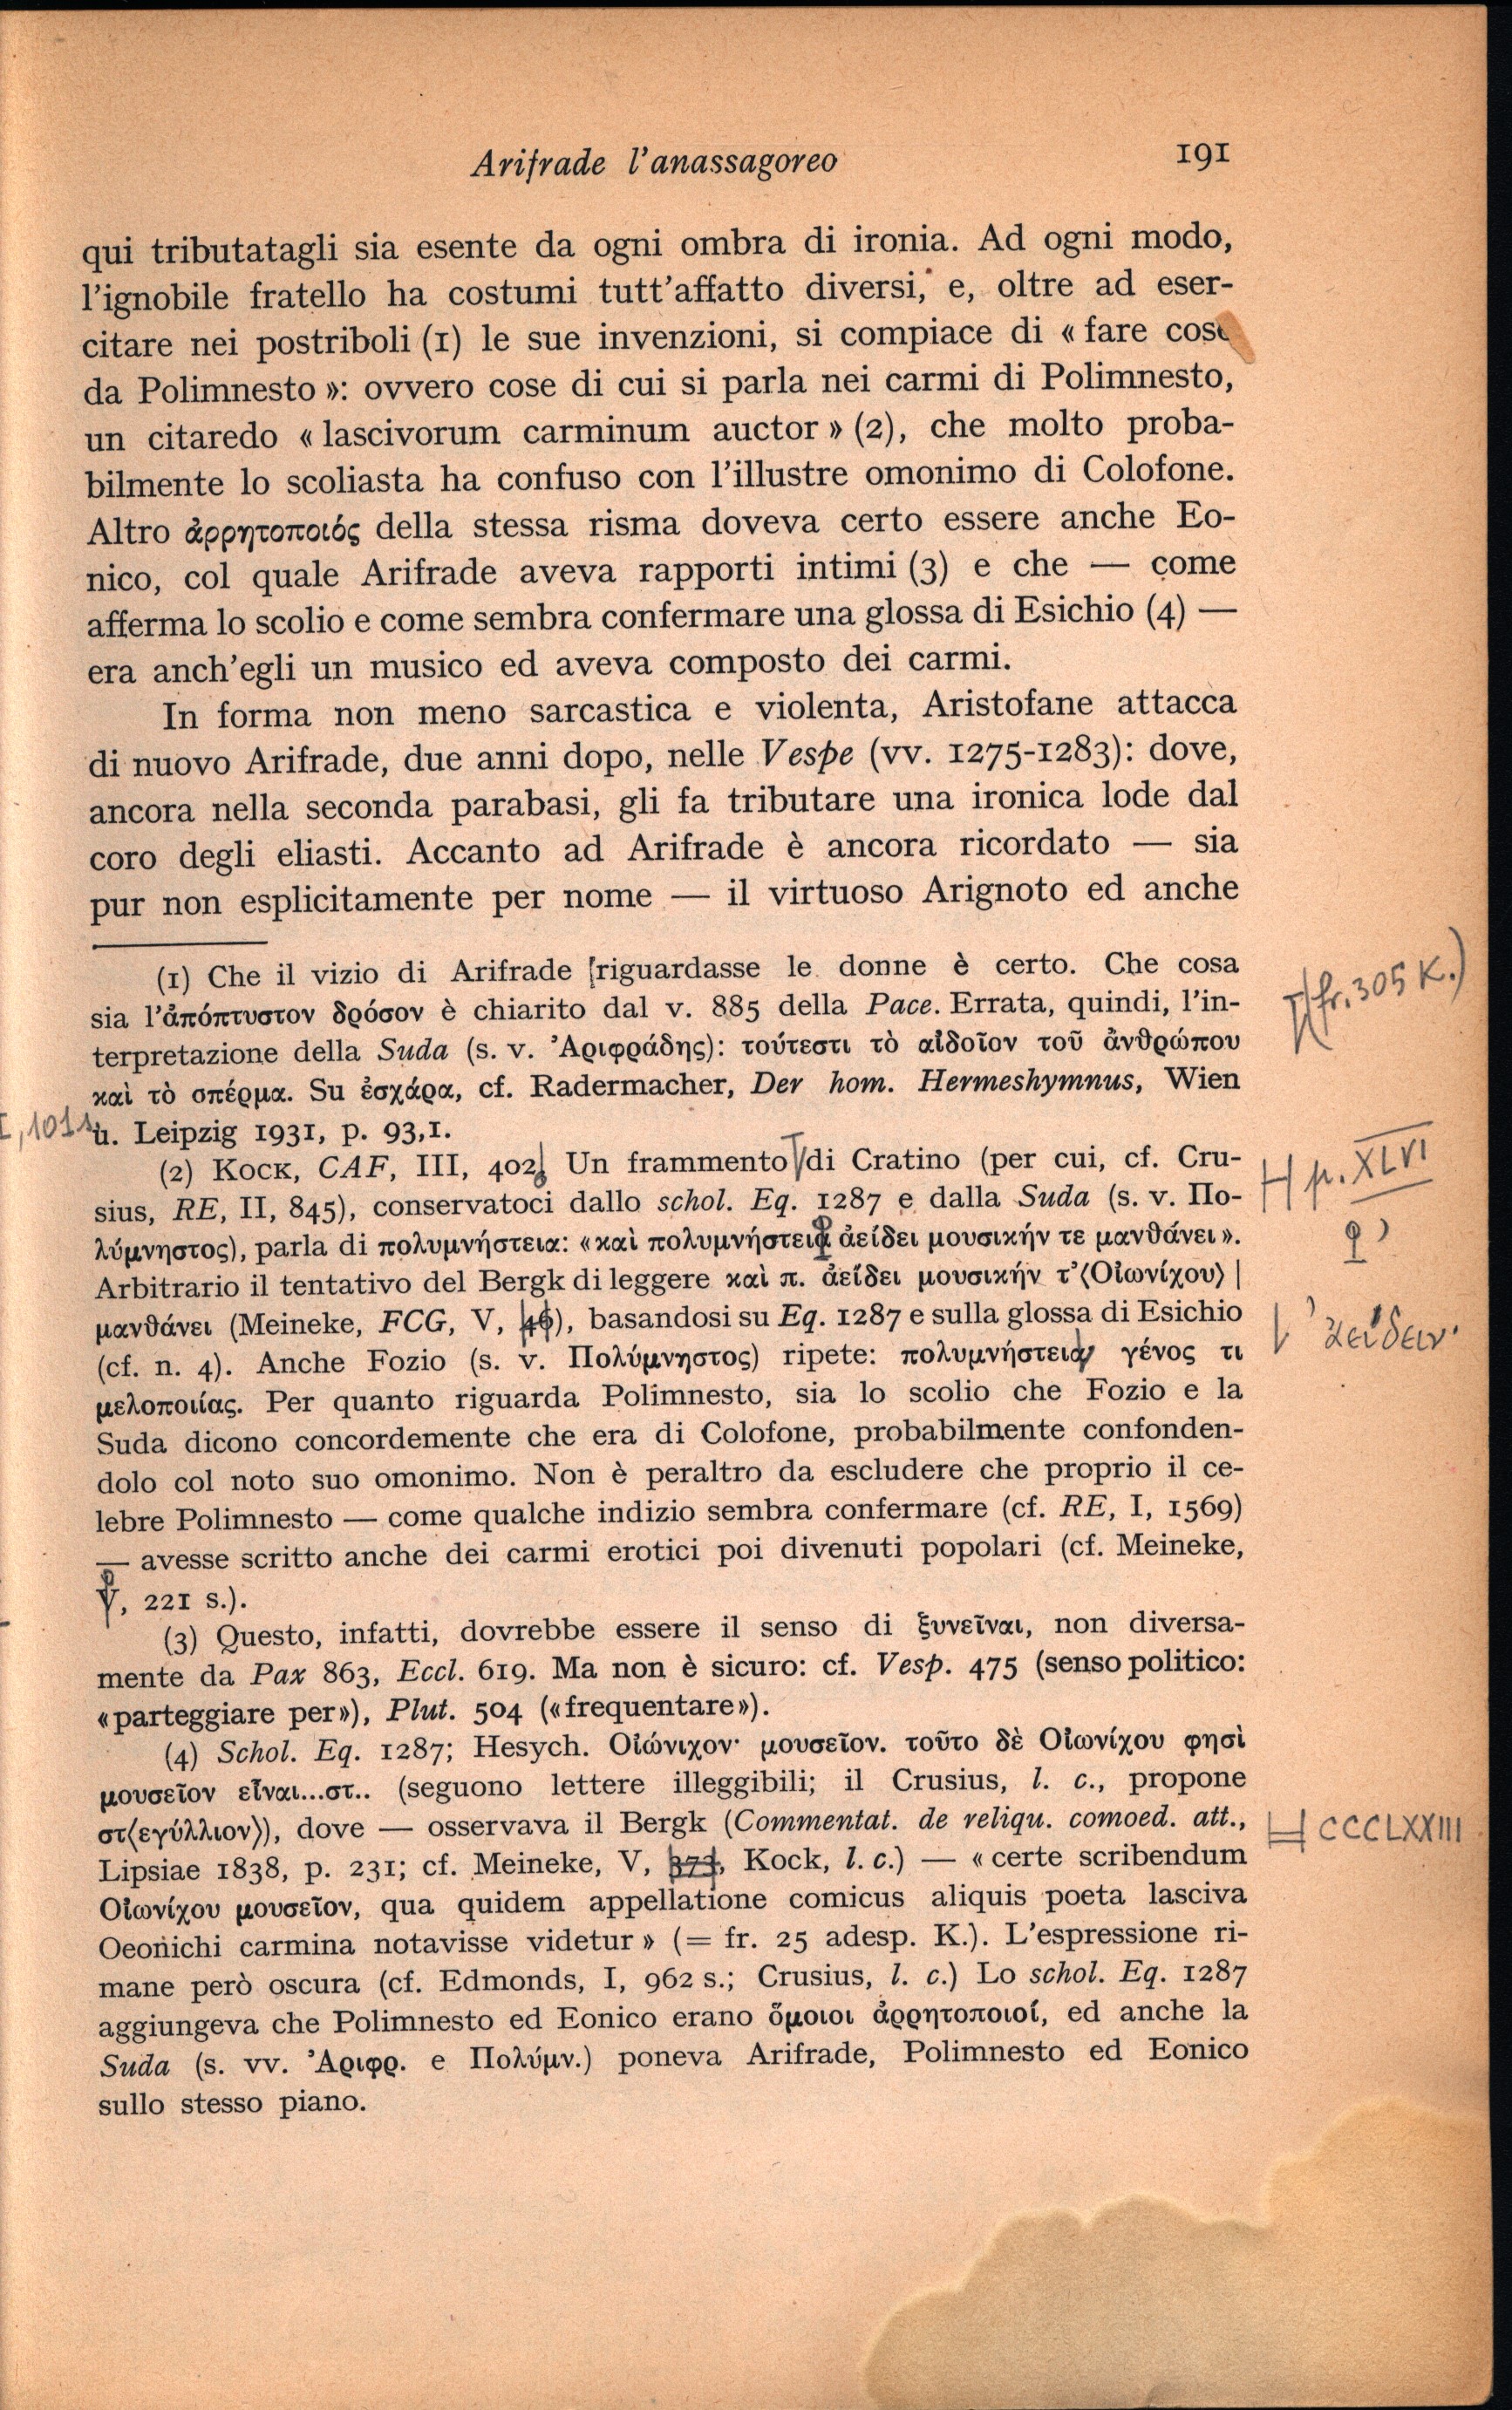 Arifrade l'anassagoreo 191
qui tributatagli sia esente da ogni ombra di ironia. Ad ogni modo,
l'ignobile fratello ha costumi tutt'affatto diversi, e, oltre ad eser-
citare nei postriboli (1) le sue invenzioni, si compiace di « fare cose
da Polimnesto »: ovvero cose di cui si parla nei carmi di Polimnesto,
un citaredo « lascivorum carminum auctor » (2), che molto proba-
bilmente lo scoliasta ha confuso con l'illustre omonimo di Colofone.
Altro ἀρρητοποιός della stessa risma doveva certo essere anche Eo-
nico, col quale Arifrade aveva rapporti intimi (3) e che — come
afferma lo scolio e come sembra confermare una glossa di Esichio (4) —
era anch'egli un musico ed aveva composto dei carmi.
In forma non meno sarcastica e violenta, Aristofane attacca
di nuovo Arifrade, due anni dopo, nelle Vespe (vv. 1275-1283): dove,
ancora nella seconda parabasi, gli fa tributare una ironica lode dal
coro degli eliasti. Accanto ad Arifrade è ancora ricordato — sia
pur non esplicitamente per nome — il virtuoso Arignoto ed anche
(1) Che il vizio di Arifrade riguardasse le donne è certo. Che cosa
sia l'ἀπόπτυστον δρόσον è chiarito dal v. 885 della Pace. Errata, quindi, l'in-
(fr. 305 K.)
terpretazione della Suda (s. v. Ἀριφράδης): τούτεστι τὸ αἰδοῖον τοῦ ἀνθρώπου
καὶ τὸ σπέρμα. Su ἐσχάρα, cf. Radermacher, Der hom. Hermeshymnus, Wien
I, 1011
u. Leipzig 1931, p. 93,1.
(2) Kock, CAF, III, 402. Un frammento di Cratino (per cui, cf. Cru-
p. XLVI
sius, RE, II, 845), conservatoci dallo schol. Eq. 1287 e dalla Suda (s. v. Πο-
λύμνηστος), parla di πολυμνήστεια: «καὶ πολυμνήστεια ἀείδει μουσικήν τε μανθάνει».
Arbitrario il tentativo del Bergk di leggere καὶ π. ἀείδει μουσικήν τ'⟨Οἰωνίχου⟩ |
μανθάνει (Meineke, FCG, V, 46), basandosi su Eq. 1287 e sulla glossa di Esichio
ἀείδειν
(cf. n. 4). Anche Fozio (s. v. Πολύμνηστος) ripete: πολυμνήστεια γένος τι
μελοποιίας. Per quanto riguarda Polimnesto, sia lo scolio che Fozio e la
Suda dicono concordemente che era di Colofone, probabilmente confonden-
dolo col noto suo omonimo. Non è peraltro da escludere che proprio il ce-
lebre Polimnesto — come qualche indizio sembra confermare (cf. RE, I, 1569)
— avesse scritto anche dei carmi erotici poi divenuti popolari (cf. Meineke,
V, 221 s.).
(3) Questo, infatti, dovrebbe essere il senso di ξυνεῖναι, non diversa-
mente da Pax 863, Eccl. 619. Ma non è sicuro: cf. Vesp. 475 (senso politico:
«parteggiare per»), Plut. 504 («frequentare»).
(4) Schol. Eq. 1287; Hesych. Οἰώνιχον· μουσεῖον. τοῦτο δὲ Οἰωνίχου φησὶ
μουσεῖον εἶναι...στ.. (seguono lettere illeggibili; il Crusius, l. c., propone
στ⟨εγύλλιον⟩), dove — osservava il Bergk (Commentat. de reliqu. comoed. att.,
CCCLXXIII
Lipsiae 1838, p. 231; cf. Meineke, V, 373, Kock, l. c.) — « certe scribendum
Οἰωνίχου μουσεῖον, qua quidem appellatione comicus aliquis poeta lasciva
Oeonichi carmina notavisse videtur » (= fr. 25 adesp. K.). L'espressione ri-
mane però oscura (cf. Edmonds, I, 962 s.; Crusius, l. c.) Lo schol. Eq. 1287
aggiungeva che Polimnesto ed Eonico erano ὅμοιοι ἀρρητοποιοί, ed anche la
Suda (s. vv. Ἀριφρ. e Πολύμν.) poneva Arifrade, Polimnesto ed Eonico
sullo stesso piano.